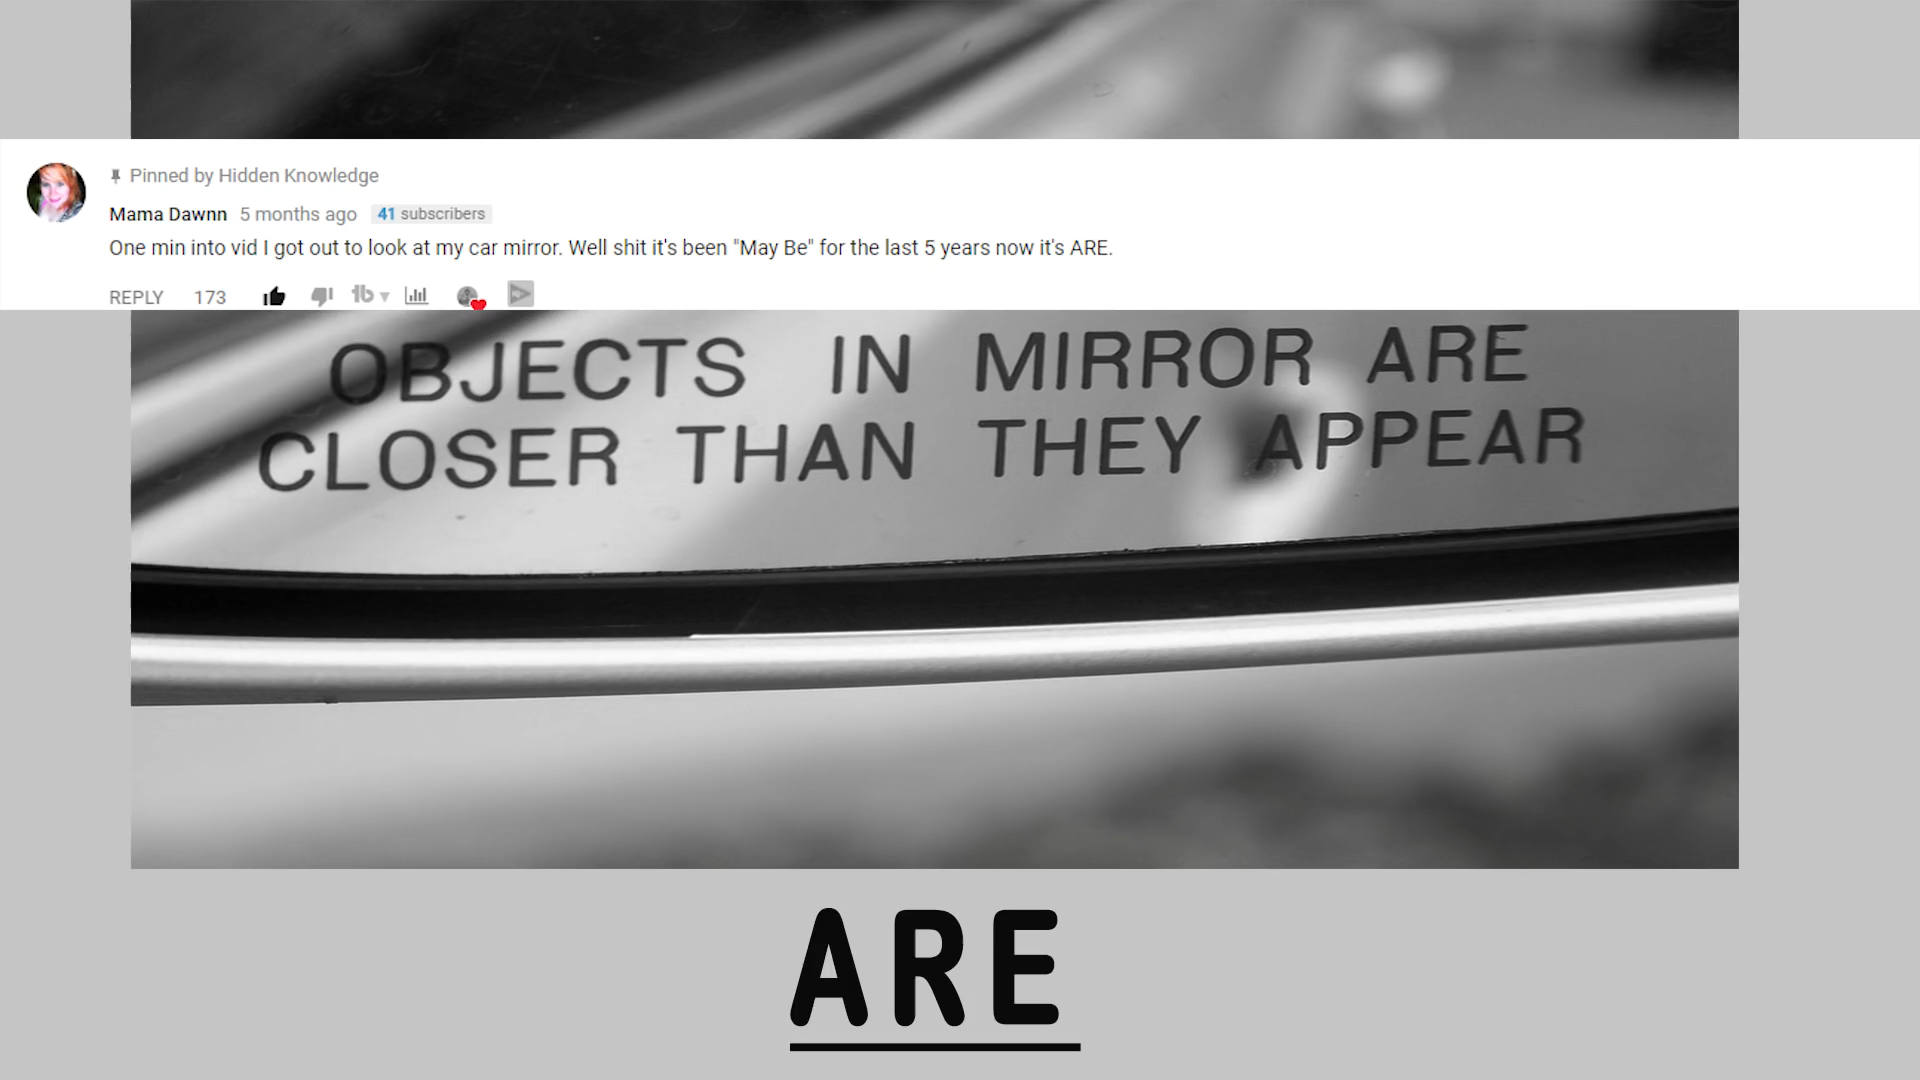 Pinned by Hidden Knowledge
Mama Dawnn 5 months ago 41 subscribers
One min into vid I got out to look at my car mirror. Well shit it's been "May Be" for the last 5 years now it's ARE.
REPLY 173
OBJECTS IN MIRROR ARE
CLOSER THAN THEY APPEAR
ARE